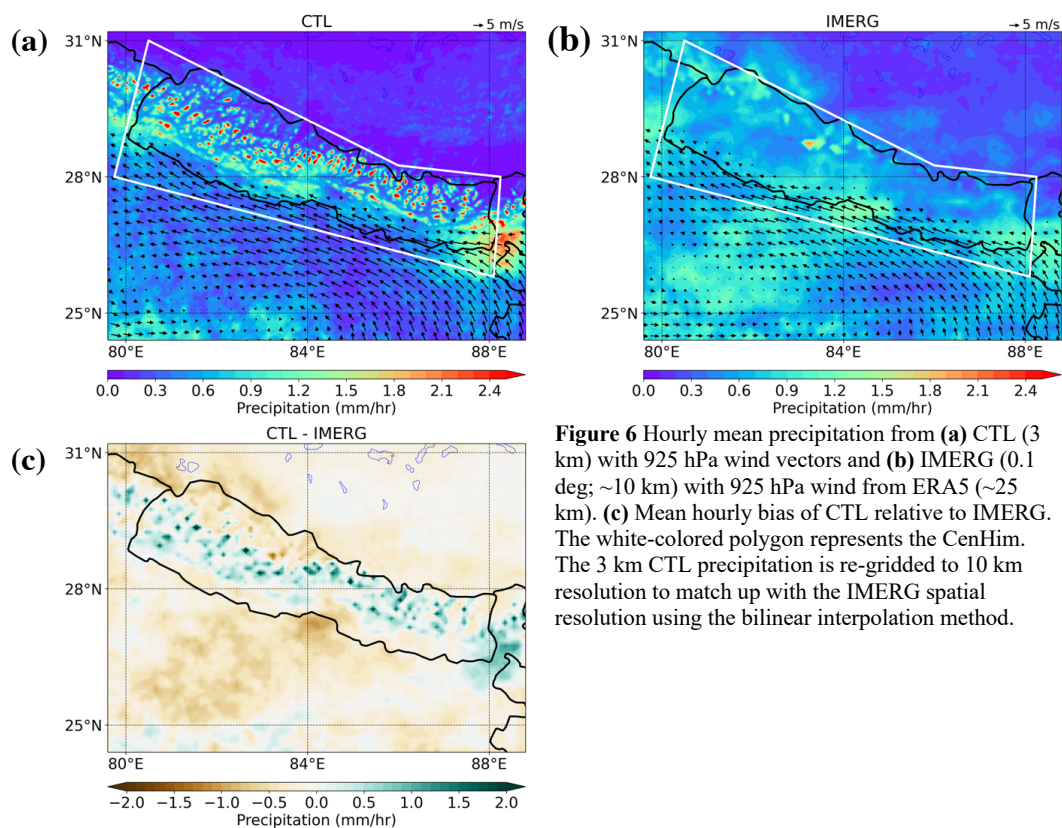 (a)
CTL
5 m/s
31°N
28°N
25°N
80°E
84°E
88°E
0.0 0.3 0.6 0.9 1.2 1.5 1.8 2.1 2.4
Precipitation (mm/hr)
(b)
IMERG
5 m/s
31°N
28°N
25°N
80°E
84°E
88°E
0.0 0.3 0.6 0.9 1.2 1.5 1.8 2.1 2.4
Precipitation (mm/hr)
(c)
CTL - IMERG
31°N
28°N
25°N
80°E
84°E
88°E
−2.0 −1.5 −1.0 −0.5 0.0 0.5 1.0 1.5 2.0
Precipitation (mm/hr)
Figure 6 Hourly mean precipitation from (a) CTL (3
km) with 925 hPa wind vectors and (b) IMERG (0.1
deg; ~10 km) with 925 hPa wind from ERA5 (~25
km). (c) Mean hourly bias of CTL relative to IMERG.
The white-colored polygon represents the CenHim.
The 3 km CTL precipitation is re-gridded to 10 km
resolution to match up with the IMERG spatial
resolution using the bilinear interpolation method.